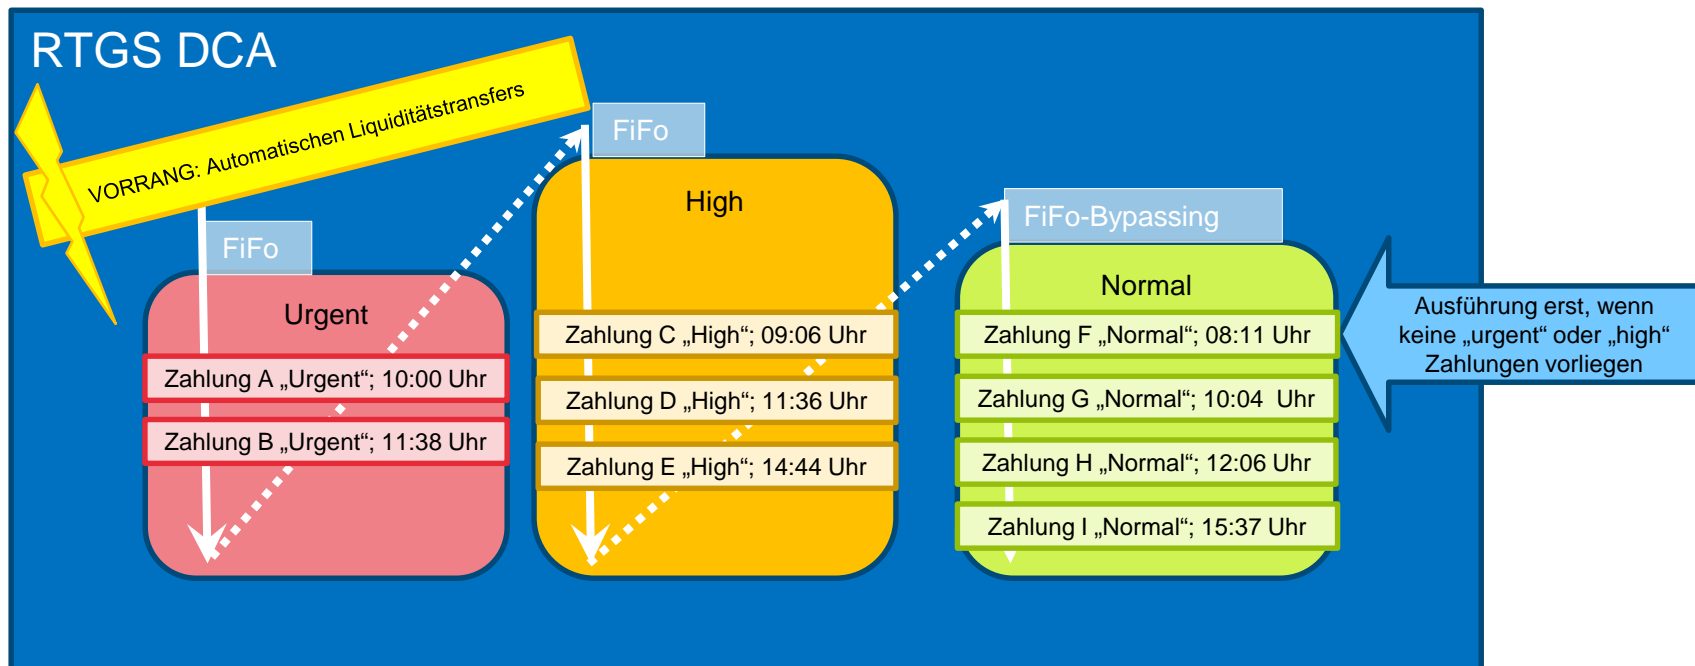 RTGS DCA
VORRANG: Automatischen Liquiditätstransfers
FiFo
Urgent
Zahlung A „Urgent“; 10:00 Uhr
Zahlung B „Urgent“; 11:38 Uhr
FiFo
High
Zahlung C „High“; 09:06 Uhr
Zahlung D „High“; 11:36 Uhr
Zahlung E „High“; 14:44 Uhr
FiFo-Bypassing
Normal
Zahlung F „Normal“; 08:11 Uhr
Zahlung G „Normal“; 10:04 Uhr
Zahlung H „Normal“; 12:06 Uhr
Zahlung I „Normal“; 15:37 Uhr
Ausführung erst, wenn
keine „urgent“ oder „high“
Zahlungen vorliegen